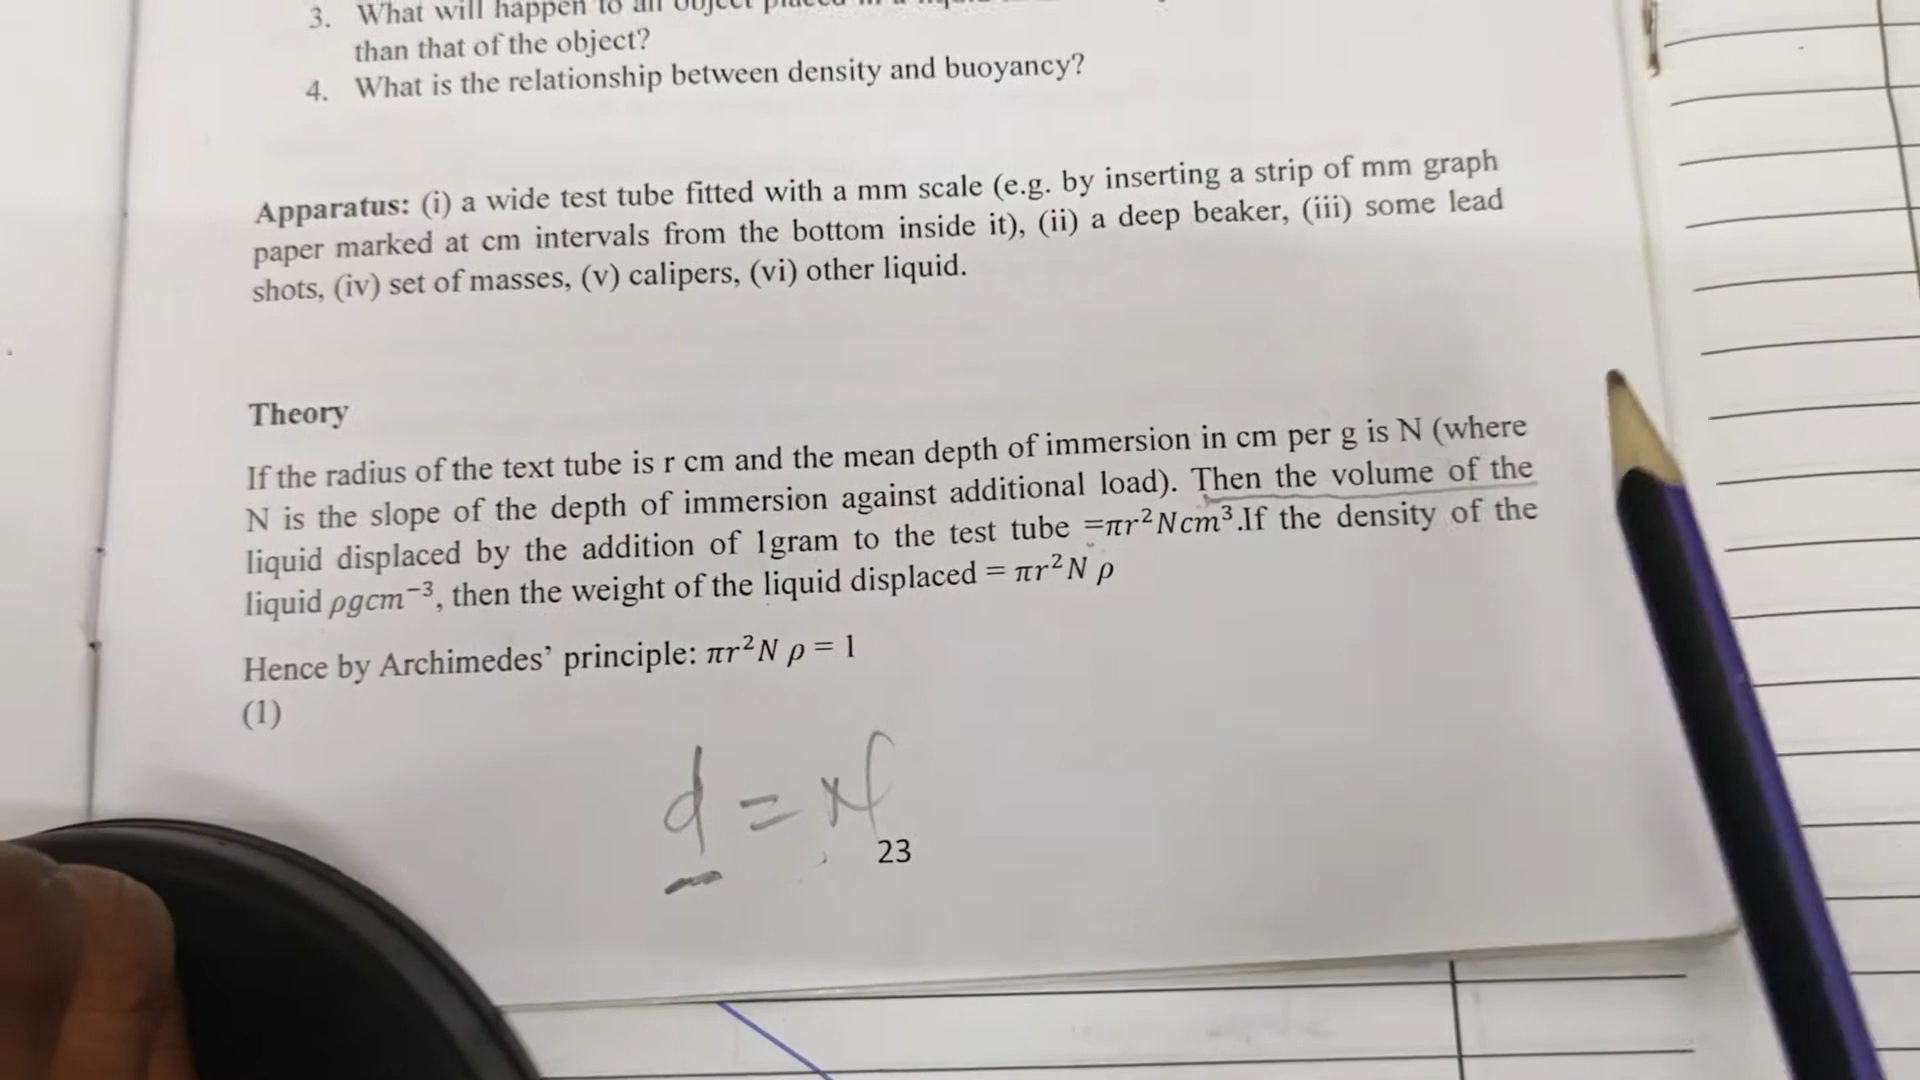 3. What will happen to an object placed in a liquid
than that of the object?
4. What is the relationship between density and buoyancy?
Apparatus: (i) a wide test tube fitted with a mm scale (e.g. by inserting a strip of mm graph
paper marked at cm intervals from the bottom inside it), (ii) a deep beaker, (iii) some lead
shots, (iv) set of masses, (v) calipers, (vi) other liquid.
Theory
If the radius of the text tube is r cm and the mean depth of immersion in cm per g is N (where
N is the slope of the depth of immersion against additional load). Then the volume of the
liquid displaced by the addition of 1gram to the test tube =πr²Ncm³.If the density of the
liquid ρgcm⁻³, then the weight of the liquid displaced = πr²N ρ
Hence by Archimedes’ principle: πr²N ρ = 1
(1)
d =
23